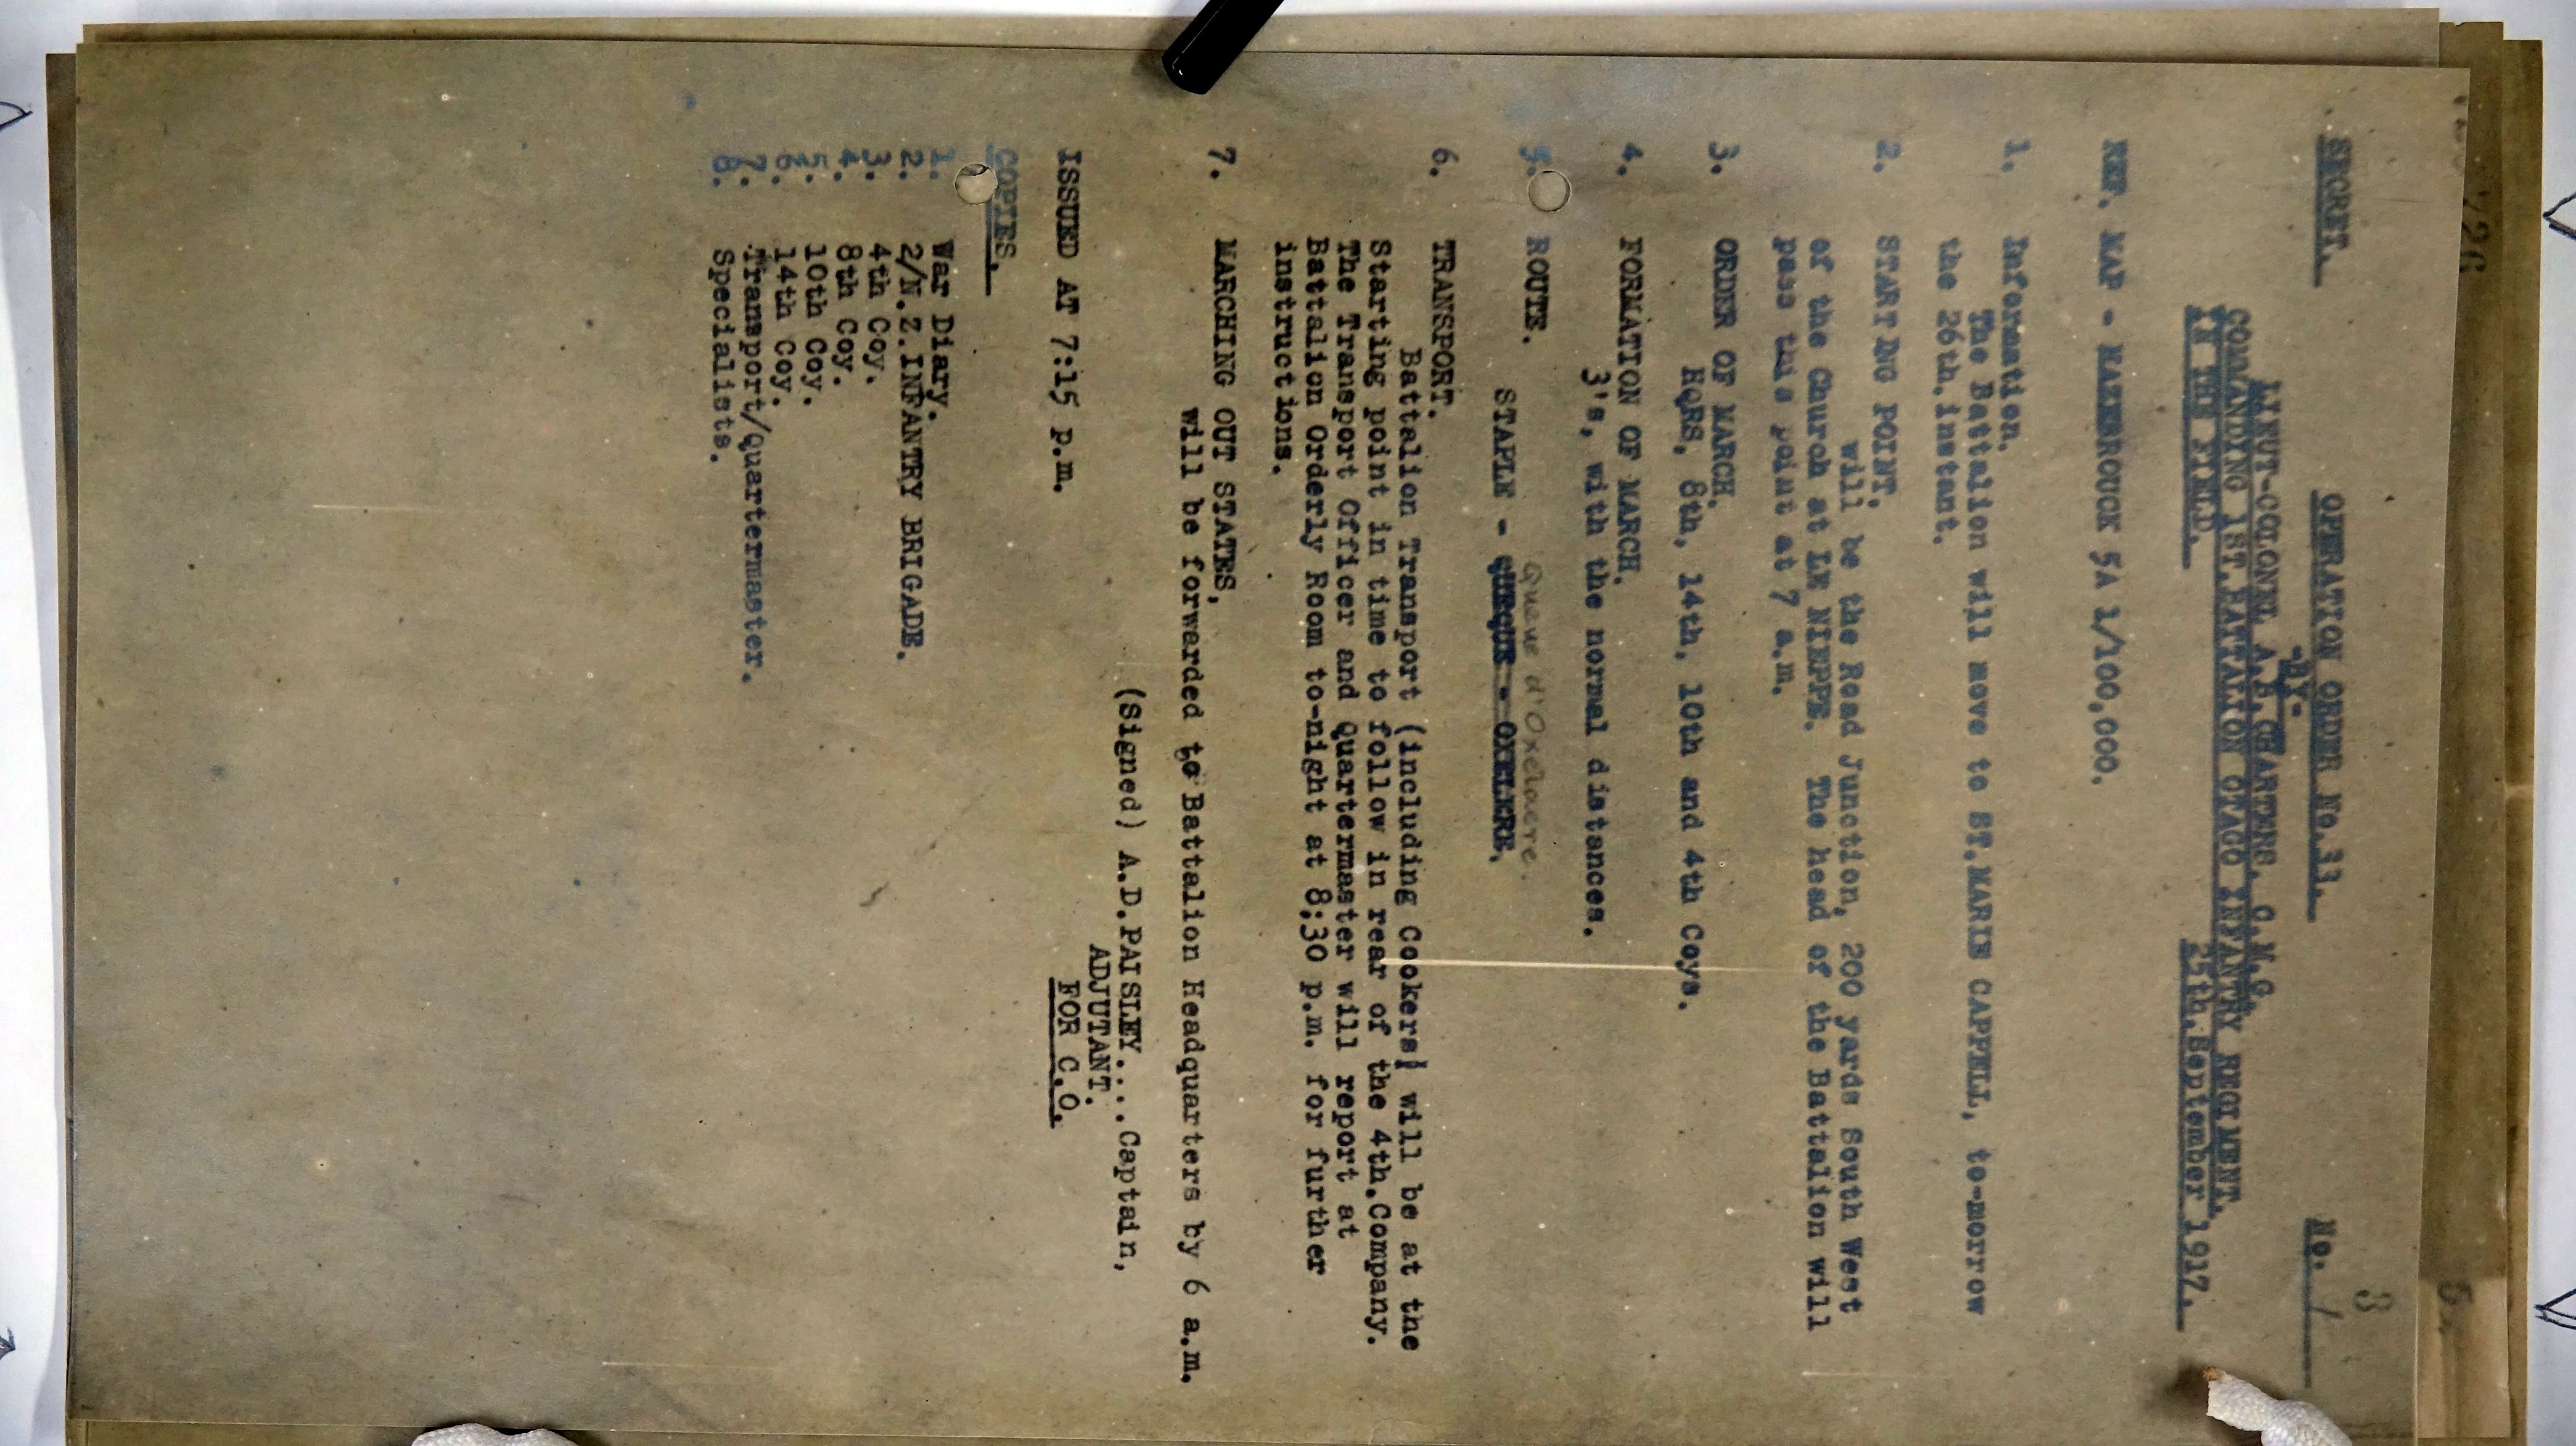 3
SECRET.
OPERATION ORDER No.33.
No. 1
-BY-
LIEUT-COLONEL A.B.CHARTERS. C.M.G.
COMMANDING 1ST.BATTALION OTAGO INFANTRY REGIMENT.
IN THE FIELD.
25th.September 1917.
REF. MAP - HAZEBROUCK 5A 1/100,000.
1. Information.
The Battalion will move to ST.MARIE CAPPELL, to-morrow
the 26th.instant.
2. STARTING POINT.
will be the Road Junction, 200 yards South West
of the Church at LE NIEPPE. The head of the Battalion will
pass this point at 7 a.m.
3. ORDER OF MARCH.
HQRS, 8th, 14th, 10th and 4th Coys.
4. FORMATION OF MARCH.
3's, with the normal distances.
5. ROUTE.
Queue d'Oxelaere.
STAPLE - QUEQUE - OXELERE.
6. TRANSPORT.
Battalion Transport (including Cookers) will be at the
Starting point in time to follow in rear of the 4th.Company.
The Transport Officer and Quartermaster will report at
Battalion Orderly Room to-night at 8:30 p.m. for further
instructions.
7. MARCHING OUT STATES,
will be forwarded to Battalion Headquarters by 6 a.m.
(Signed) A.D.PAISLEY....Captain,
ADJUTANT.
FOR C.O.
ISSUED AT 7:15 p.m.
COPIES.
1. War Diary.
2. 2/N.Z.INFANTRY BRIGADE.
3. 4th Coy.
4. 8th Coy.
5. 10th Coy.
6. 14th Coy.
7. Transport/Quartermaster.
8. Specialists.